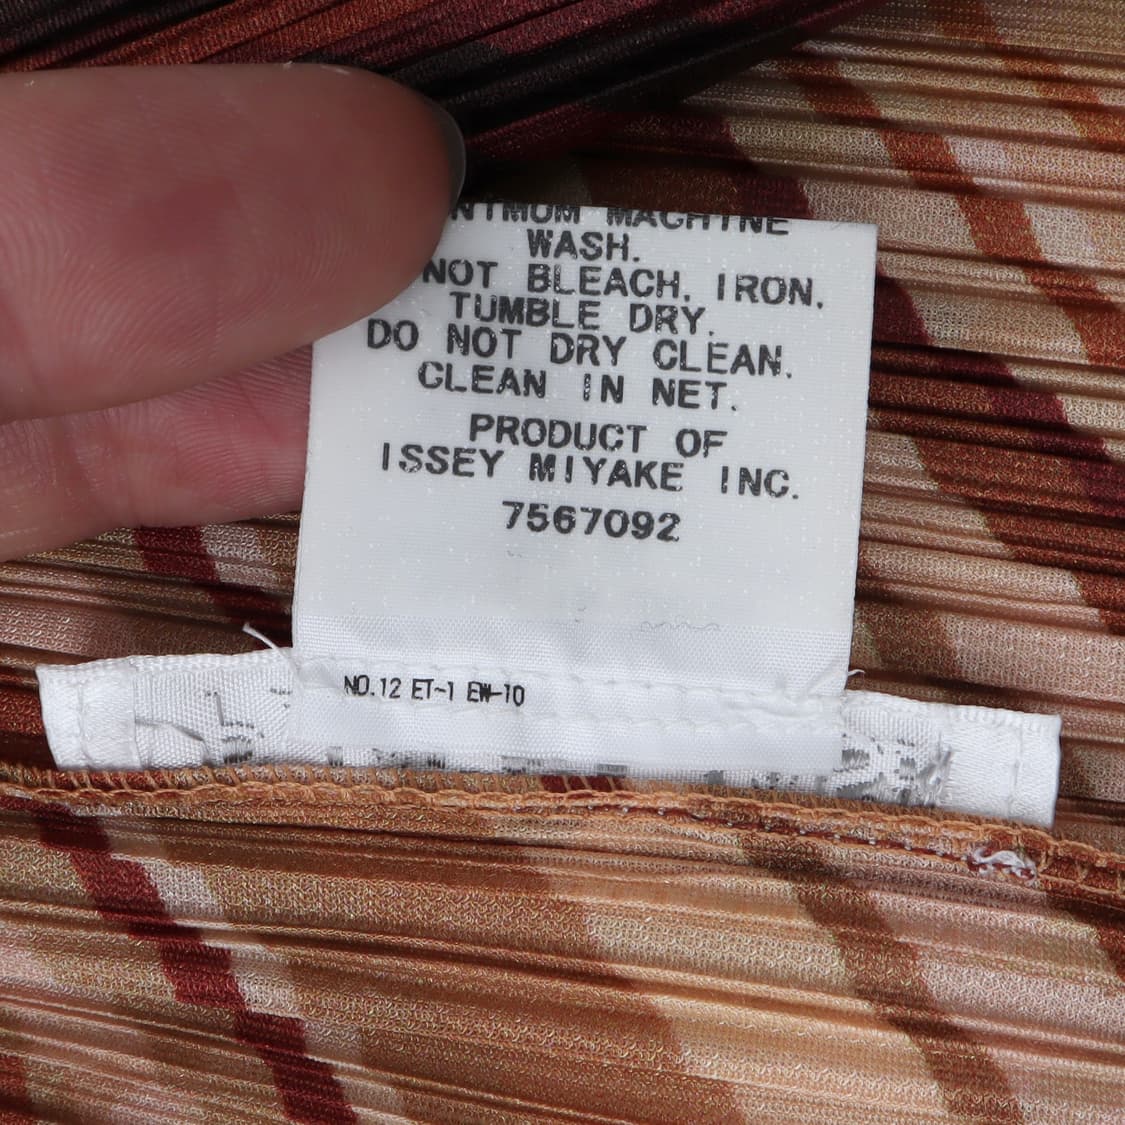 MACHINE
WASH.
NOT BLEACH. IRON.
TUMBLE DRY.
DO NOT DRY CLEAN.
CLEAN IN NET.
PRODUCT OF
ISSEY MIYAKE INC.
7567092
NO.12 ET-1 EW-10